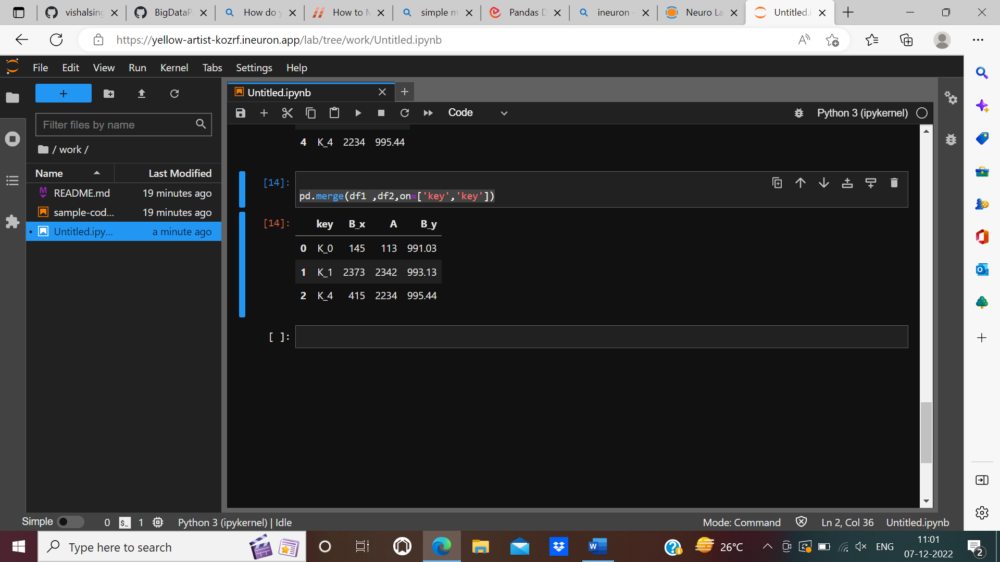 vishalsing
BigDataP
How do y
How to M
simple m
Pandas D
ineuron -
Neuro La
Untitled.i
https://yellow-artist-kozrf.ineuron.app/lab/tree/work/Untitled.ipynb
File Edit View Run Kernel Tabs Settings Help
Untitled.ipynb
Code
Python 3 (ipykernel)
Filter files by name
/ work /
Name Last Modified
README.md 19 minutes ago
sample-cod... 19 minutes ago
Untitled.ipy... a minute ago
4 K_4 2234 995.44
[14]:
pd.merge(df1 ,df2,on=['key','key'])
[14]:
key B_x A B_y
0 K_0 145 113 991.03
1 K_1 2373 2342 993.13
2 K_4 415 2234 995.44
[ ]:
Simple 0 $_ 1 Python 3 (ipykernel) | Idle
Mode: Command Ln 2, Col 36 Untitled.ipynb
Type here to search
26°C
ENG
11:01
07-12-2022
2